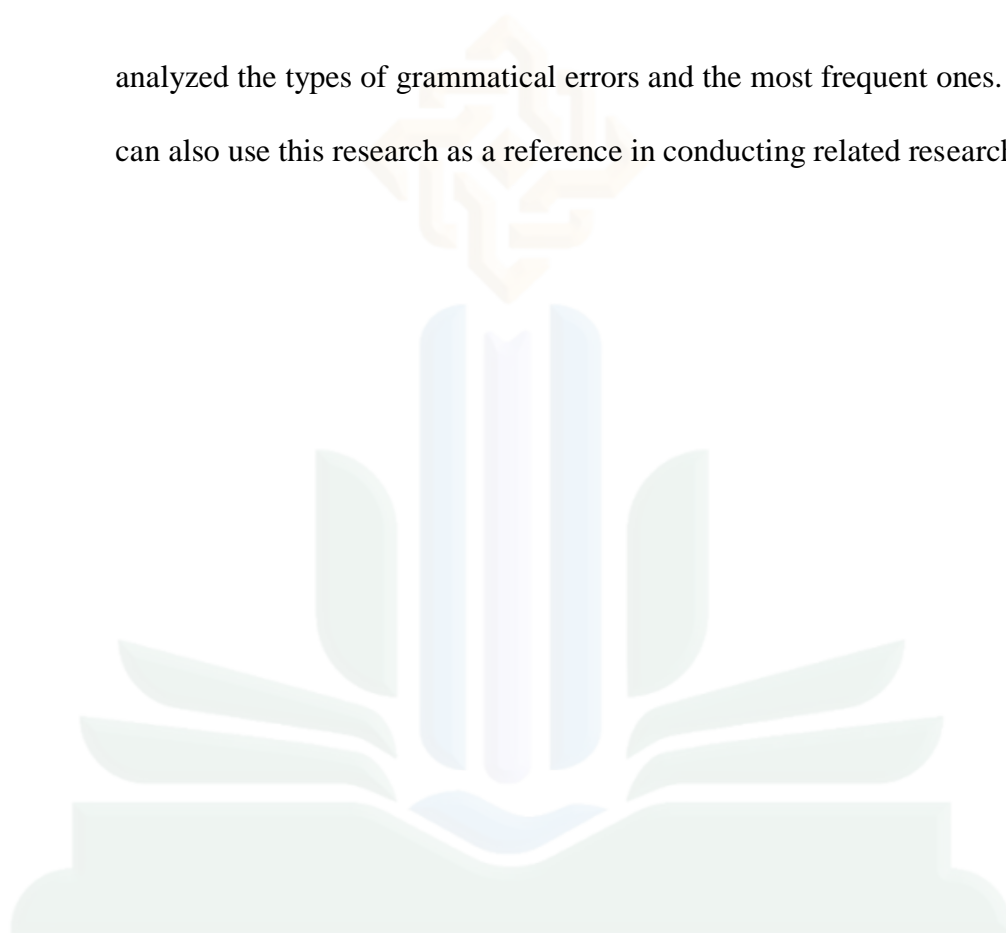 analyzed the types of grammatical errors and the most frequent ones.
can also use this research as a reference in conducting related research